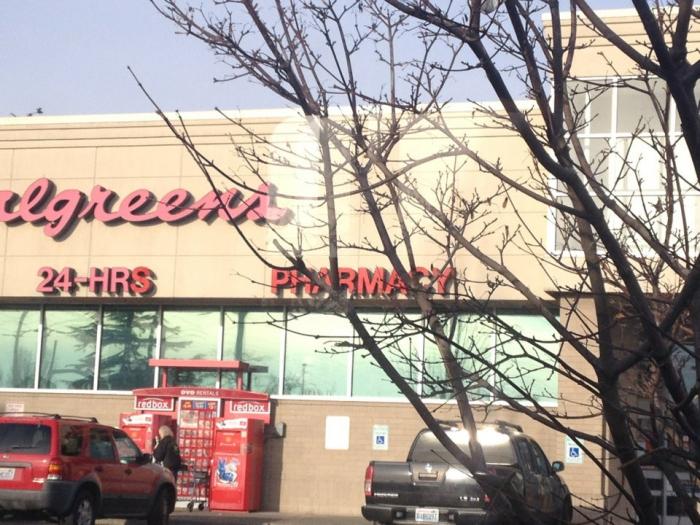 algreens
24-HRS
PHARMACY
DVD RENTALS
redbox
redbox